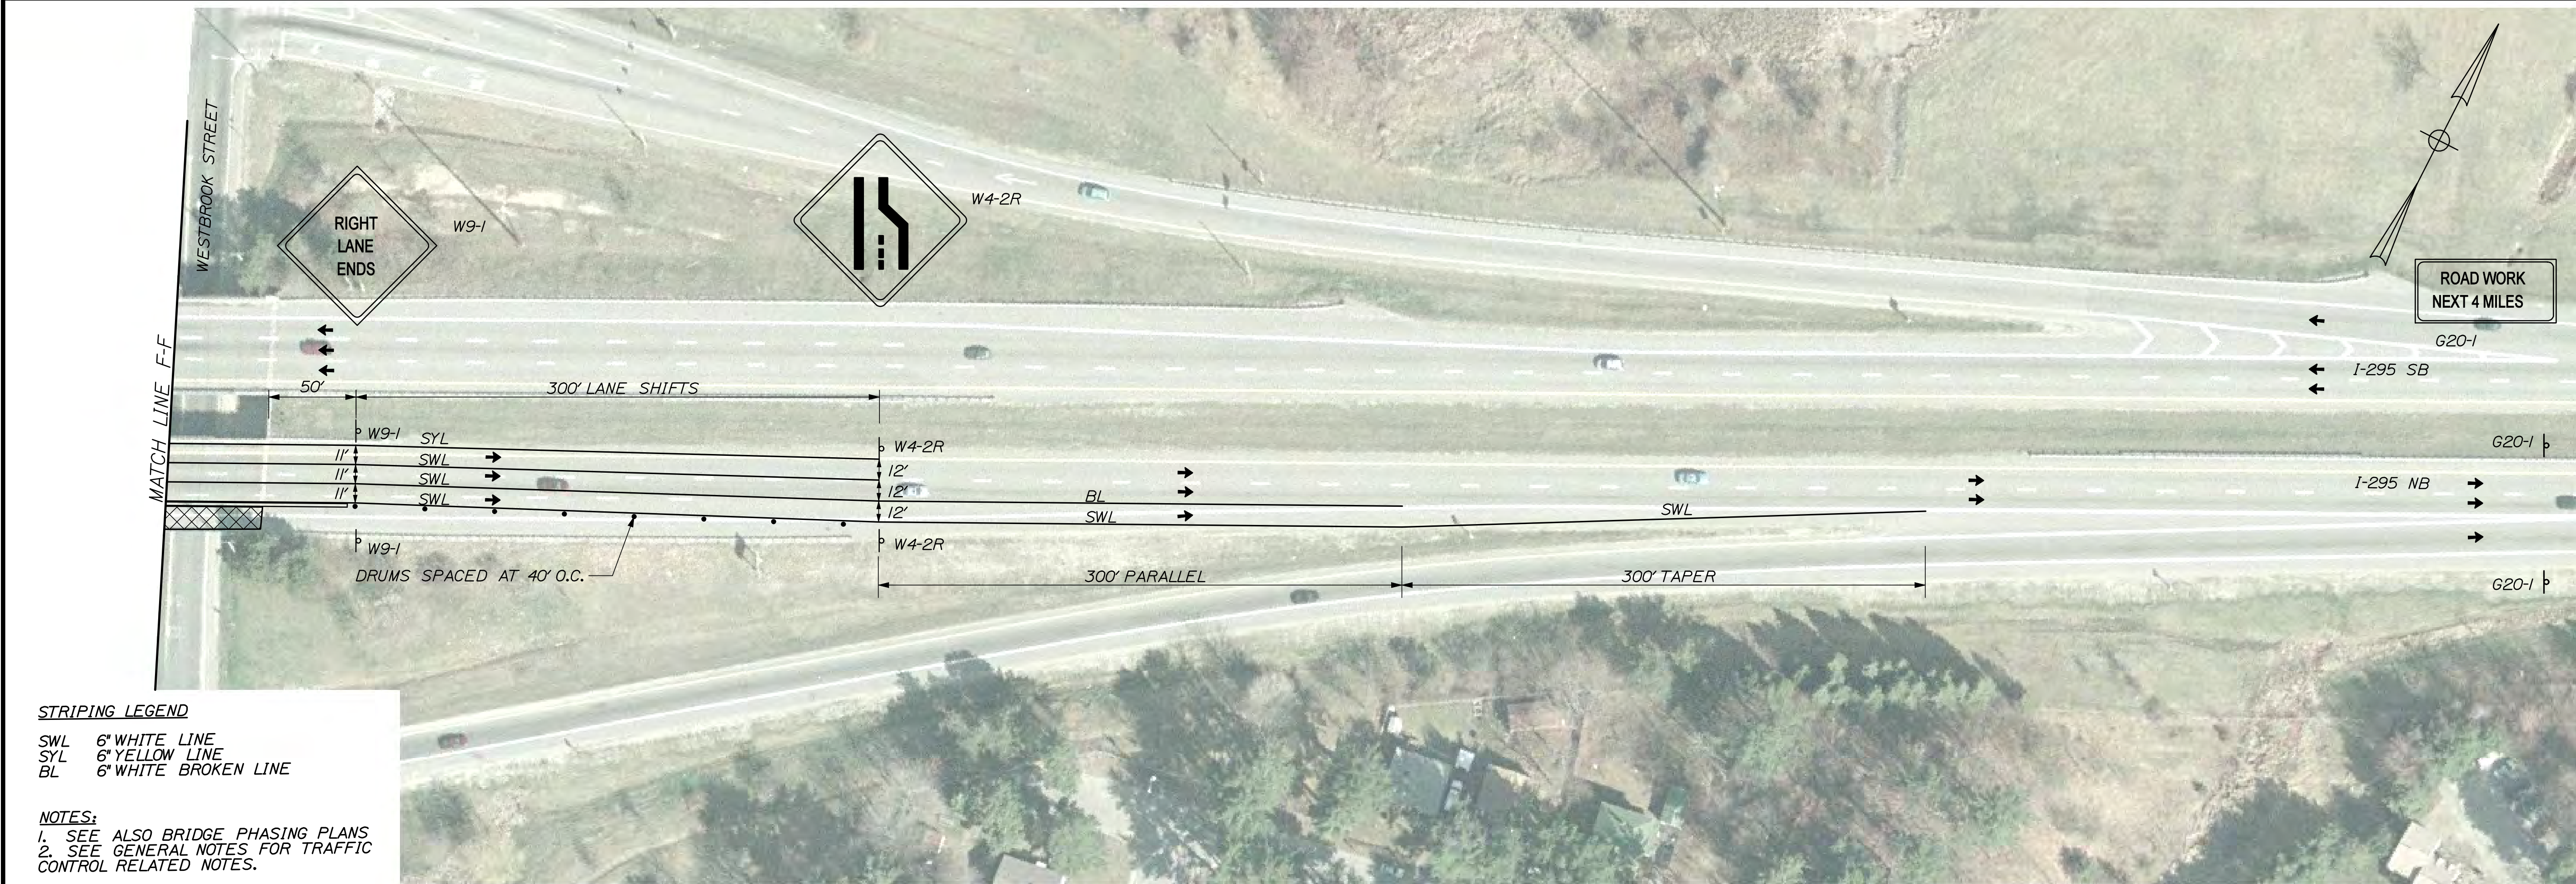 WESTBROOK STREET
RIGHT
LANE
ENDS
W9-1
W4-2R
ROAD WORK
NEXT 4 MILES
G20-1
I-295 SB
MATCH LINE F-F
50'
300' LANE SHIFTS
W9-1
SYL
W4-2R
G20-1
11'
SWL
12'
11'
SWL
12'
BL
I-295 NB
11'
SWL
12'
SWL
SWL
W9-1
W4-2R
DRUMS SPACED AT 40' O.C.
300' PARALLEL
300' TAPER
G20-1
STRIPING LEGEND
SWL 6" WHITE LINE
SYL 6" YELLOW LINE
BL 6" WHITE BROKEN LINE
NOTES:
1. SEE ALSO BRIDGE PHASING PLANS
2. SEE GENERAL NOTES FOR TRAFFIC
CONTROL RELATED NOTES.